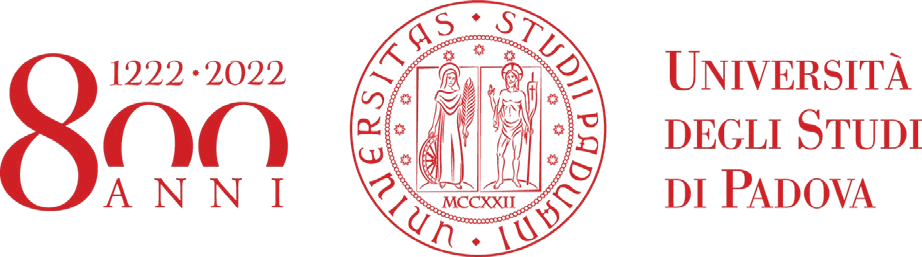 1222·2022
800
ANNI
UNIVERSITAS · STUDII PADUANI ·
MCCXXII
UNIVERSITÀ
DEGLI STUDI
DI PADOVA